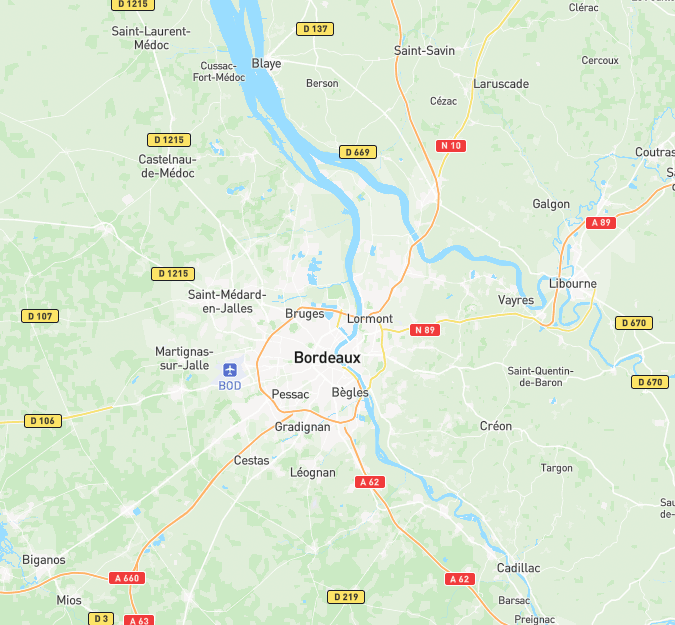 D 1215
Clérac
D 137
Saint-Laurent-
Médoc
Saint-Savin
Cussac-
Fort-Médoc
Blaye
Cercoux
Berson
Laruscade
Cézac
D 1215
N 10
D 669
Coutras
Castelnau-
de-Médoc
Galgon
A 89
D 1215
Libourne
Saint-Médard-
en-Jalles
Vayres
Bruges
Lormont
D 107
D 670
N 89
Martignas-
sur-Jalle
Bordeaux
BOD
Saint-Quentin-
de-Baron
D 670
Pessac
Bègles
D 106
Gradignan
Créon
Cestas
Léognan
Targon
A 62
Biganos
Cadillac
A 660
A 62
Mios
D 219
Barsac
D 3
A 63
Preignac